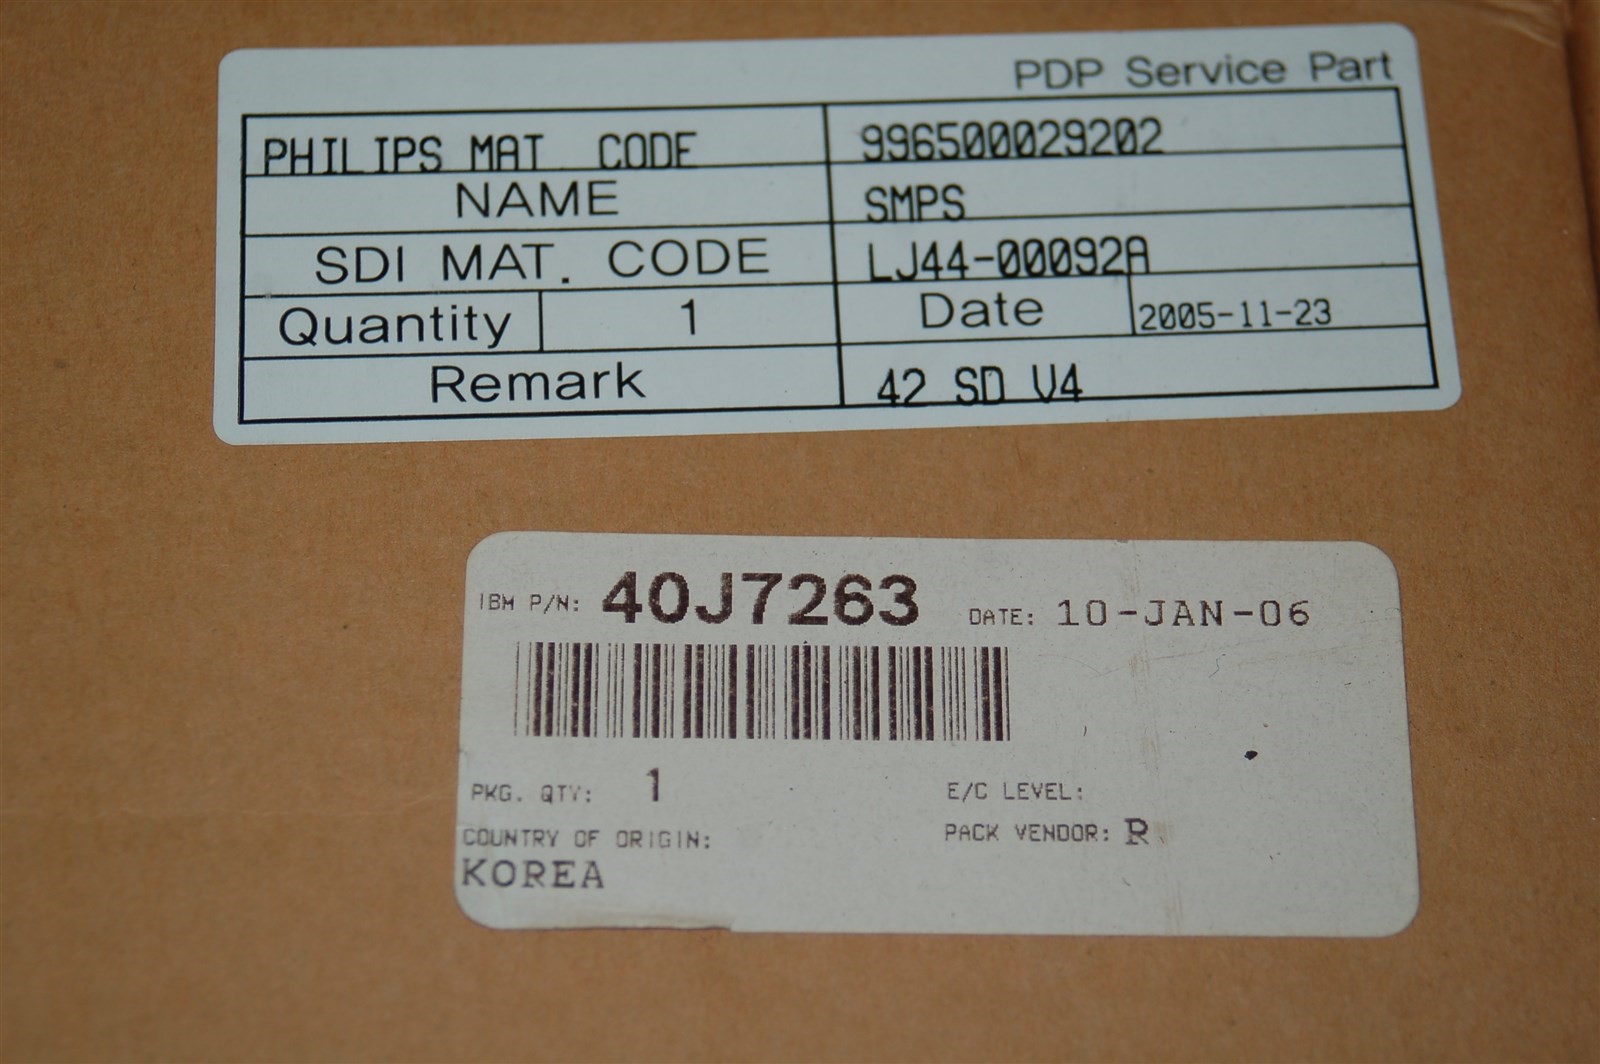 PDP Service Part
PHILIPS MAT CODE 996500029202
NAME SMPS
SDI MAT. CODE LJ44-00092A
Quantity 1 Date 2005-11-23
Remark 42 SD V4
IBM P/N: 40J7263 DATE: 10-JAN-06
PKG. QTY: 1 E/C LEVEL:
COUNTRY OF ORIGIN: PACK VENDOR: R
KOREA